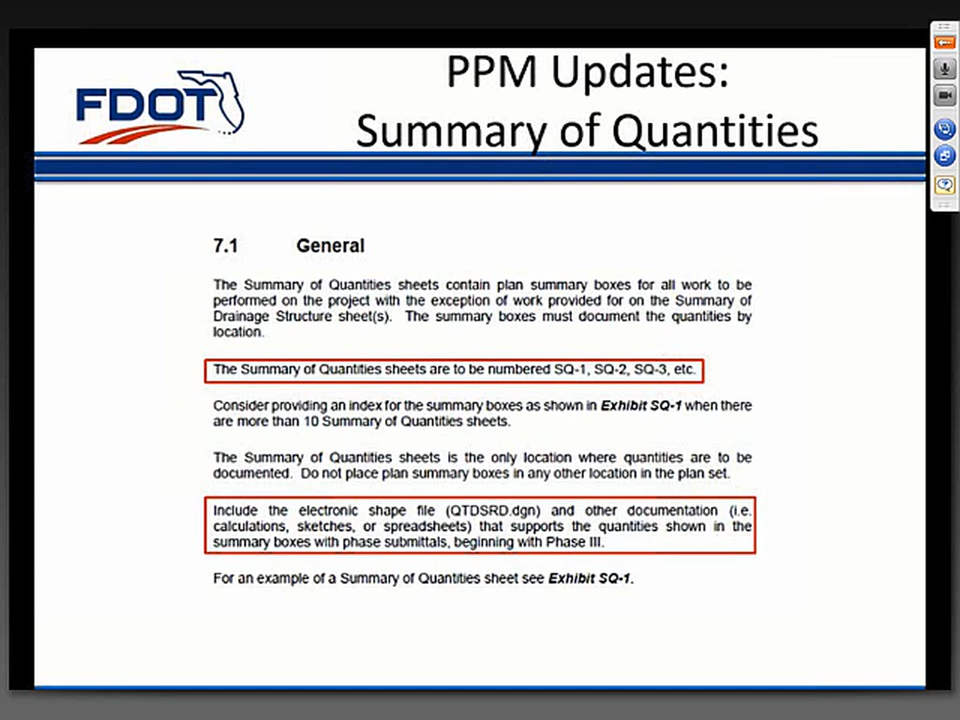 FDOT
PPM Updates:
Summary of Quantities
7.1 General
The Summary of Quantities sheets contain plan summary boxes for all work to be
performed on the project with the exception of work provided for on the Summary of
Drainage Structure sheet(s). The summary boxes must document the quantities by
location.
The Summary of Quantities sheets are to be numbered SQ-1, SQ-2, SQ-3, etc.
Consider providing an index for the summary boxes as shown in Exhibit SQ-1 when there
are more than 10 Summary of Quantities sheets.
The Summary of Quantities sheets is the only location where quantities are to be
documented. Do not place plan summary boxes in any other location in the plan set.
Include the electronic shape file (QTDSRD.dgn) and other documentation (i.e.
calculations, sketches, or spreadsheets) that supports the quantities shown in the
summary boxes with phase submittals, beginning with Phase III.
For an example of a Summary of Quantities sheet see Exhibit SQ-1.